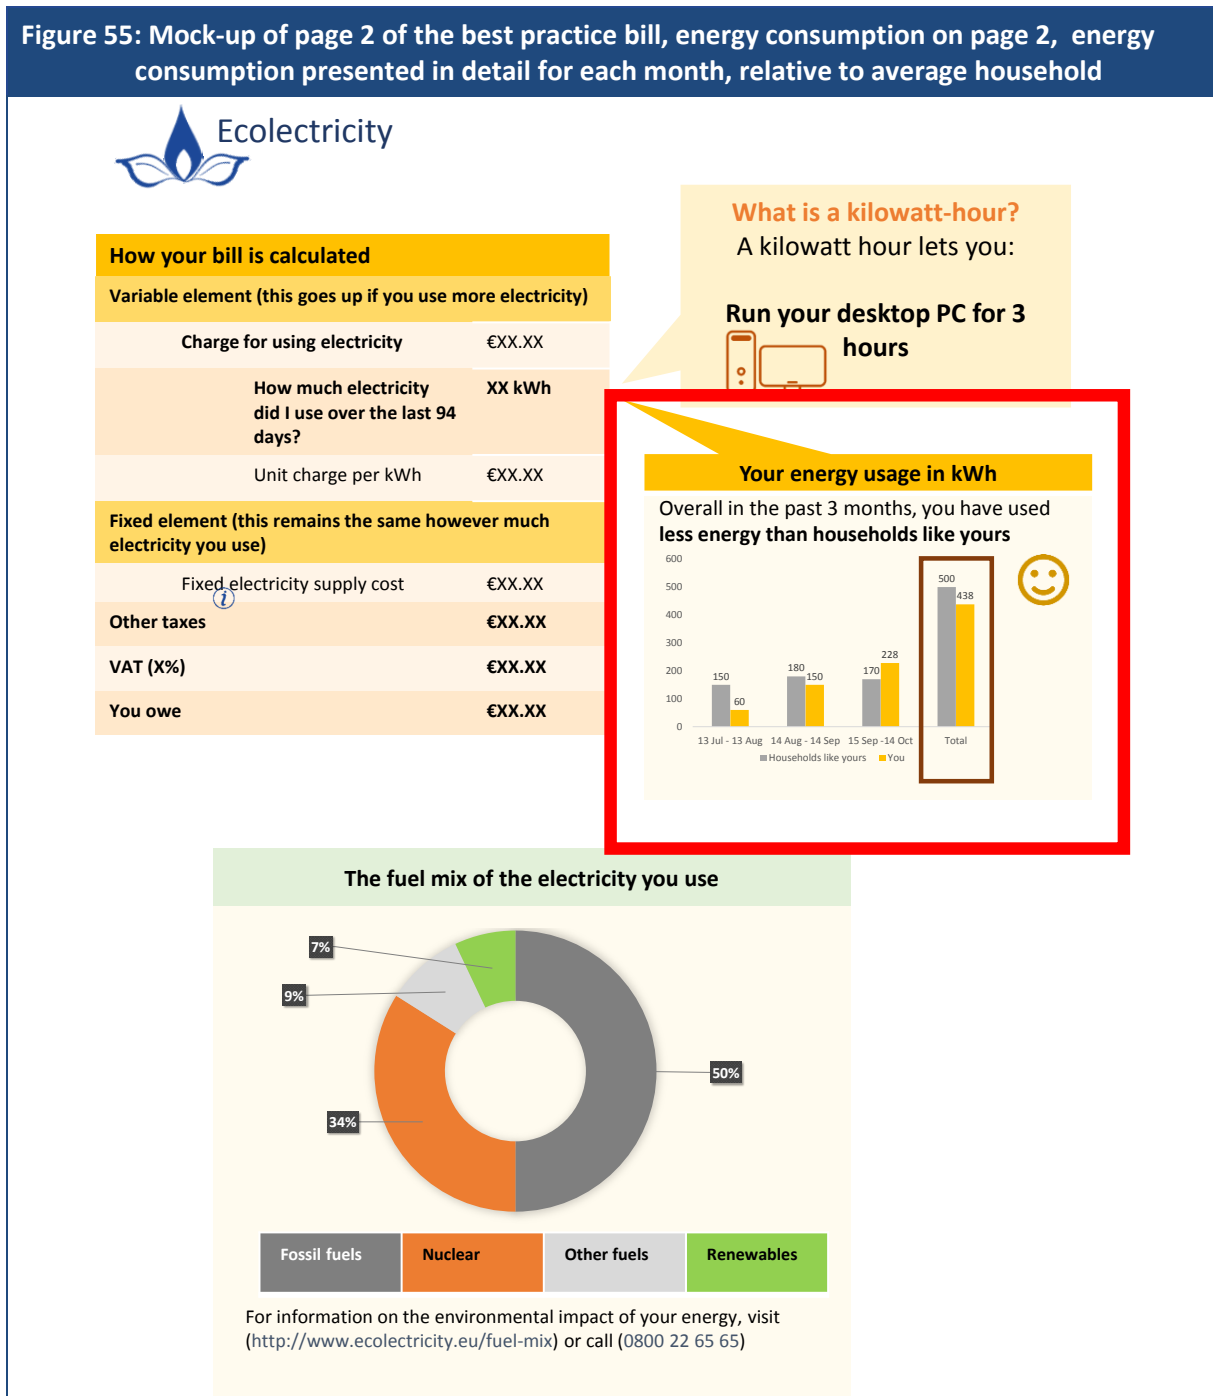 Figure 55: Mock-up of page 2 of the best practice bill, energy consumption on page 2, energy
consumption presented in detail for each month, relative to average household
Ecolectricity
What is a kilowatt-hour?
A kilowatt hour lets you:
Run your desktop PC for 3
hours
How your bill is calculated
Variable element (this goes up if you use more electricity)
Charge for using electricity €XX.XX
How much electricity XX kWh
did I use over the last 94
days?
Unit charge per kWh €XX.XX
Fixed element (this remains the same however much
electricity you use)
Fixed electricity supply cost €XX.XX
i
Other taxes €XX.XX
VAT (X%) €XX.XX
You owe €XX.XX
Your energy usage in kWh
Overall in the past 3 months, you have used
less energy than households like yours
600
500
400
300
200
100
0
150
60
180
150
170
228
500
438
13 Jul - 13 Aug 14 Aug - 14 Sep 15 Sep -14 Oct Total
Households like yours You
The fuel mix of the electricity you use
7%
9%
50%
34%
Fossil fuels Nuclear Other fuels Renewables
For information on the environmental impact of your energy, visit
(http://www.ecolectricity.eu/fuel-mix) or call (0800 22 65 65)